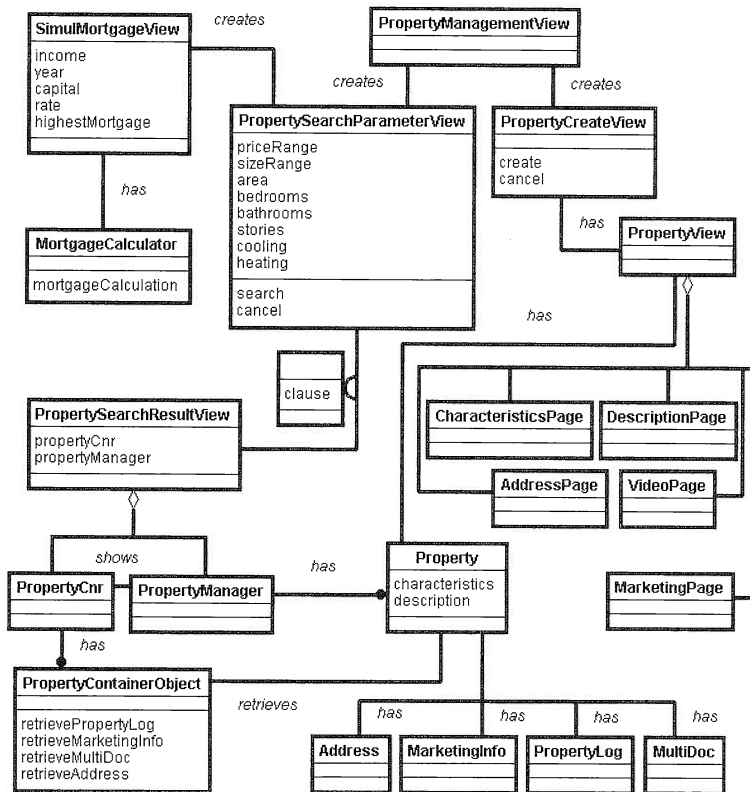 SimulMortgageView
income
year
capital
rate
highestMortgage
creates
PropertyManagementView
creates
creates
PropertySearchParameterView
priceRange
sizeRange
area
bedrooms
bathrooms
stories
cooling
heating
search
cancel
PropertyCreateView
create
cancel
has
has
PropertyView
MortgageCalculator
mortgageCalculation
has
clause
PropertySearchResultView
propertyCnr
propertyManager
CharacteristicsPage
DescriptionPage
AddressPage
VideoPage
shows
has
Property
characteristics
description
PropertyCnr
PropertyManager
MarketingPage
has
PropertyContainerObject
retrievePropertyLog
retrieveMarketingInfo
retrieveMultiDoc
retrieveAddress
retrieves
has
has
has
has
Address
MarketingInfo
PropertyLog
MultiDoc